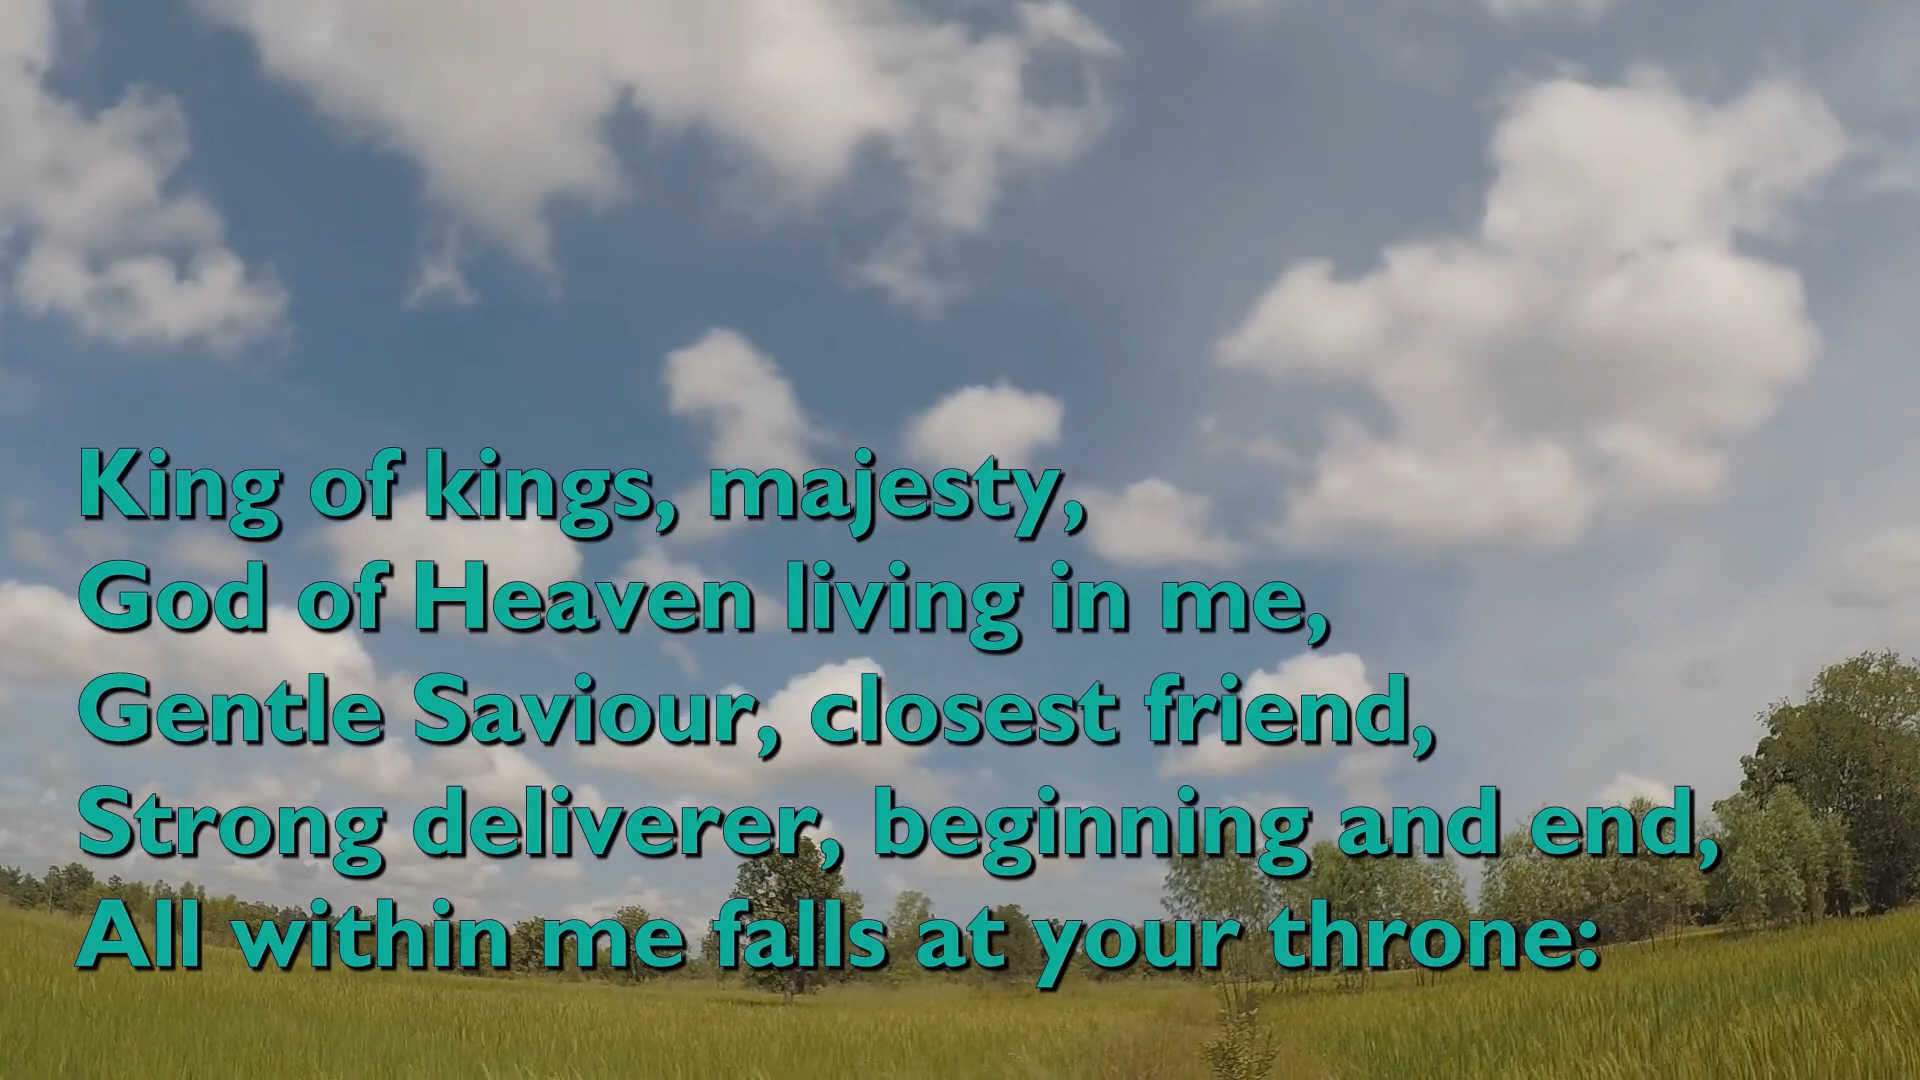 King of kings, majesty,
God of Heaven living in me,
Gentle Saviour, closest friend,
Strong deliverer, beginning and end,
All within me falls at your throne: